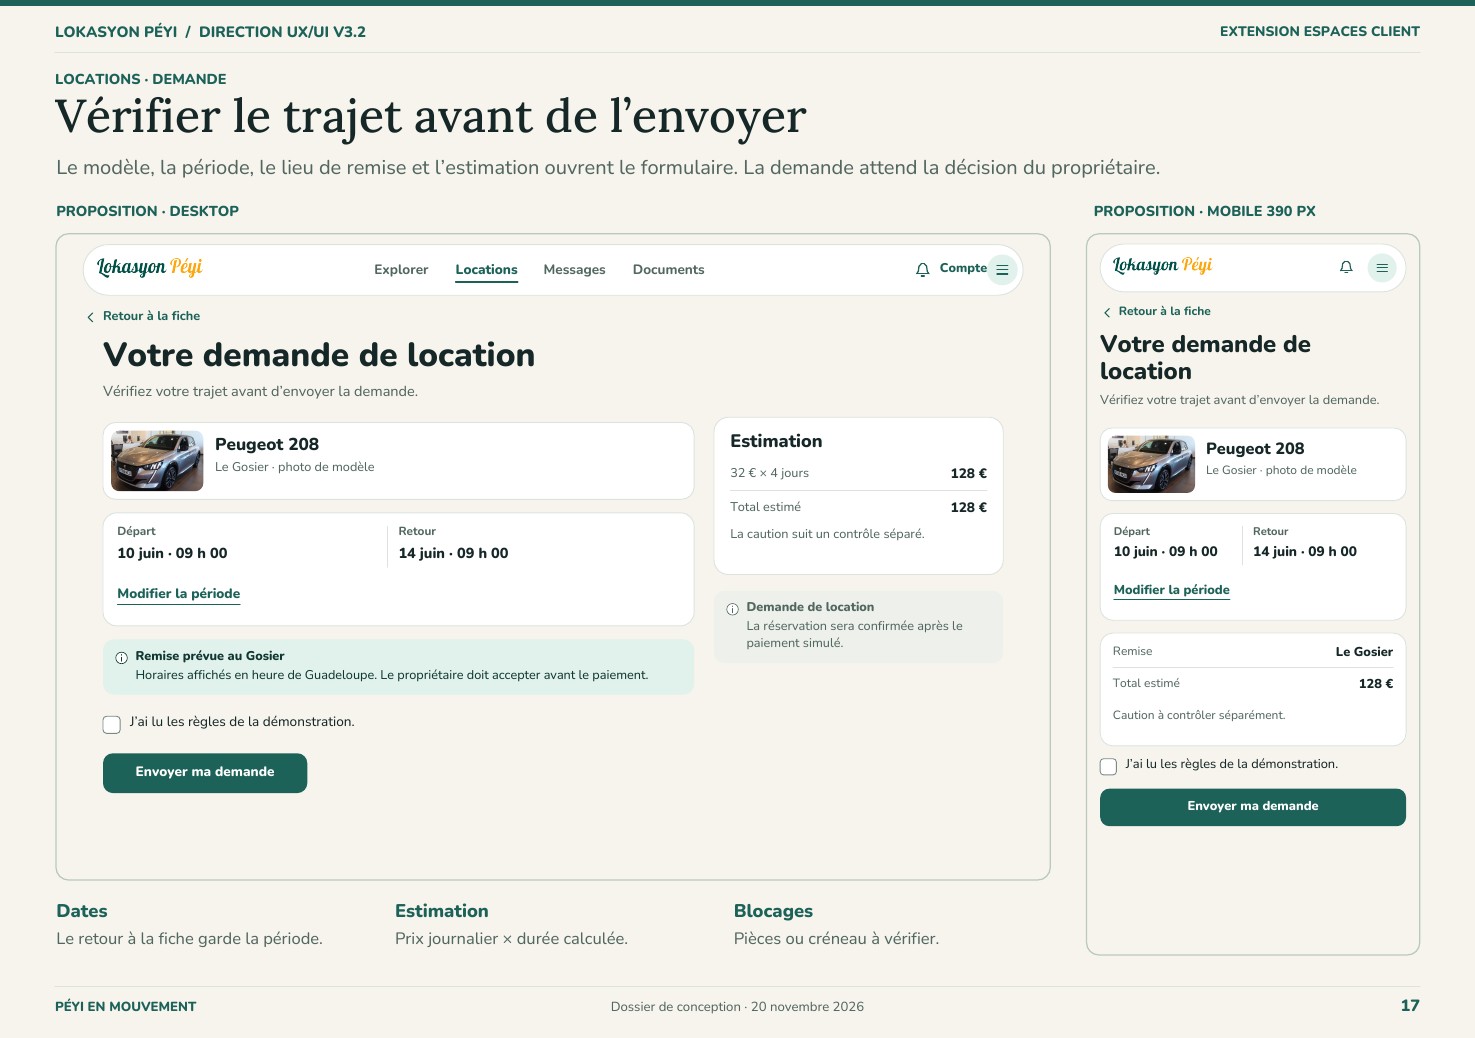 LOKASYON PÉYI / DIRECTION UX/UI V3.2
EXTENSION ESPACES CLIENT
LOCATIONS · DEMANDE
Vérifier le trajet avant de l’envoyer
Le modèle, la période, le lieu de remise et l’estimation ouvrent le formulaire. La demande attend la décision du propriétaire.
PROPOSITION · DESKTOP
Lokasyon Péyi
Explorer
Locations
Messages
Documents
Compte
Retour à la fiche
Votre demande de location
Vérifiez votre trajet avant d’envoyer la demande.
Peugeot 208
Le Gosier · photo de modèle
Départ
10 juin · 09 h 00
Retour
14 juin · 09 h 00
Modifier la période
Remise prévue au Gosier
Horaires affichés en heure de Guadeloupe. Le propriétaire doit accepter avant le paiement.
J’ai lu les règles de la démonstration.
Envoyer ma demande
Estimation
32 € × 4 jours
128 €
Total estimé
128 €
La caution suit un contrôle séparé.
Demande de location
La réservation sera confirmée après le
paiement simulé.
PROPOSITION · MOBILE 390 PX
Lokasyon Péyi
Retour à la fiche
Votre demande de
location
Vérifiez votre trajet avant d’envoyer la demande.
Peugeot 208
Le Gosier · photo de modèle
Départ
10 juin · 09 h 00
Retour
14 juin · 09 h 00
Modifier la période
Remise
Le Gosier
Total estimé
128 €
Caution à contrôler séparément.
J’ai lu les règles de la démonstration.
Envoyer ma demande
Dates
Le retour à la fiche garde la période.
Estimation
Prix journalier × durée calculée.
Blocages
Pièces ou créneau à vérifier.
PÉYI EN MOUVEMENT
Dossier de conception · 20 novembre 2026
17